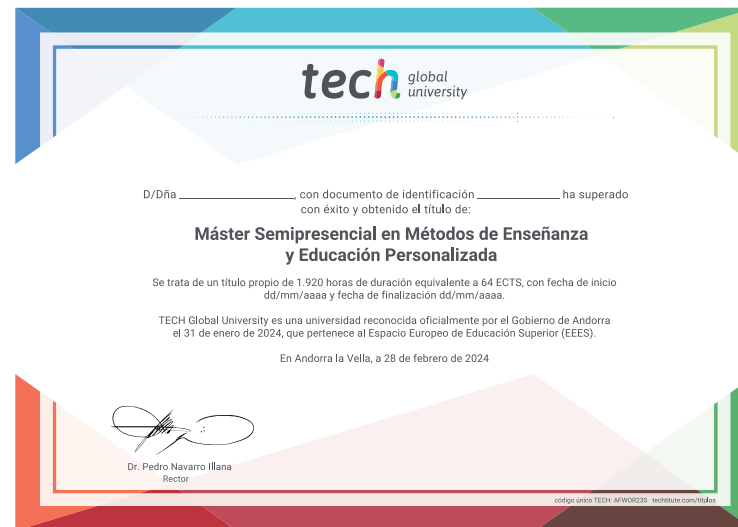 tech global university
D/Dña ____________________, con documento de identificación ______________ ha superado
con éxito y obtenido el título de:
Máster Semipresencial en Métodos de Enseñanza
y Educación Personalizada
Se trata de un título propio de 1.920 horas de duración equivalente a 64 ECTS, con fecha de inicio
dd/mm/aaaa y fecha de finalización dd/mm/aaaa.
TECH Global University es una universidad reconocida oficialmente por el Gobierno de Andorra
el 31 de enero de 2024, que pertenece al Espacio Europeo de Educación Superior (EEES).
En Andorra la Vella, a 28 de febrero de 2024
Dr. Pedro Navarro Illana
Rector
código único TECH: AFWOR23S techtitute.com/titulos